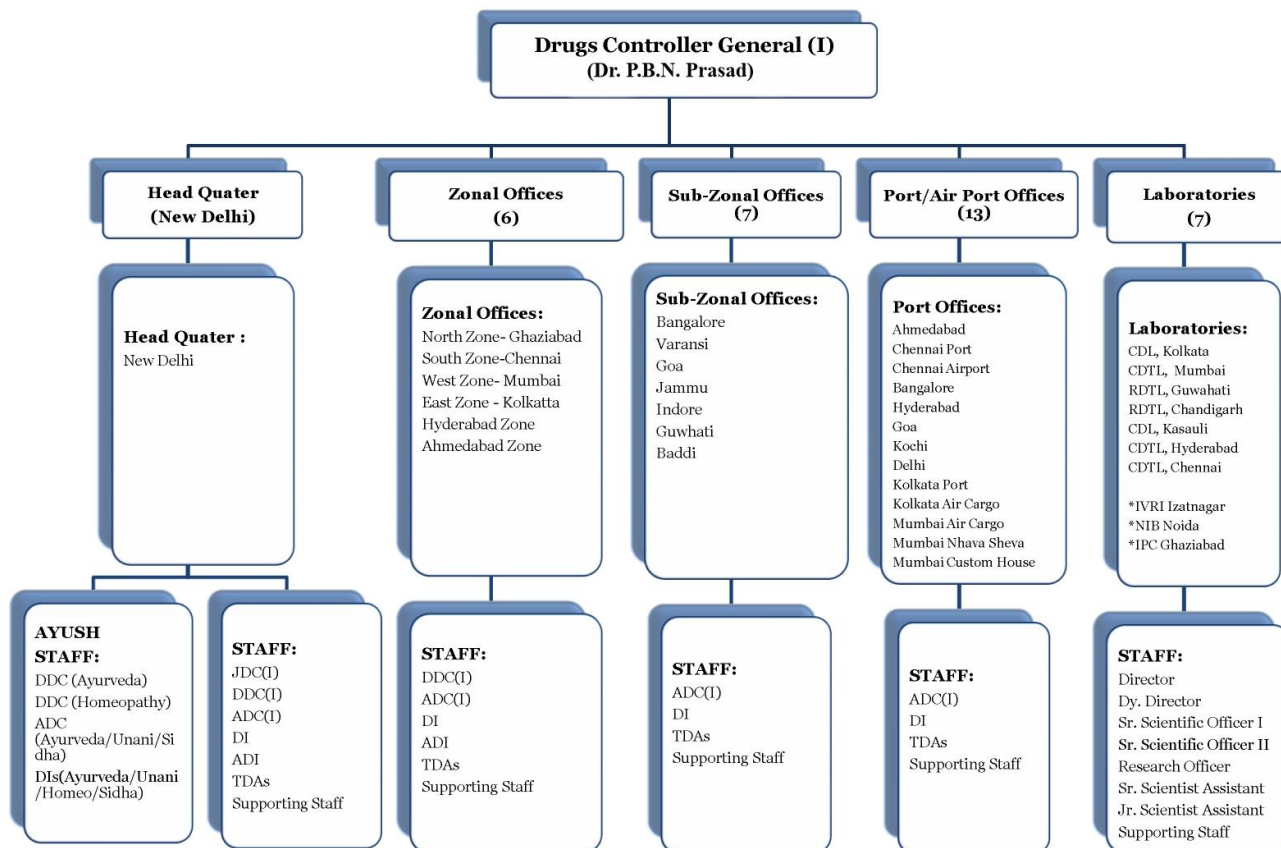 Drugs Controller General (I)
(Dr. P.B.N. Prasad)
Head Quater
(New Delhi)
Zonal Offices
(6)
Sub-Zonal Offices
(7)
Port/Air Port Offices
(13)
Laboratories
(7)
Head Quater :
New Delhi
Zonal Offices:
North Zone- Ghaziabad
South Zone-Chennai
West Zone- Mumbai
East Zone - Kolkatta
Hyderabad Zone
Ahmedabad Zone
Sub-Zonal Offices:
Bangalore
Varansi
Goa
Jammu
Indore
Guwhati
Baddi
Port Offices:
Ahmedabad
Chennai Port
Chennai Airport
Bangalore
Hyderabad
Goa
Kochi
Delhi
Kolkata Port
Kolkata Air Cargo
Mumbai Air Cargo
Mumbai Nhava Sheva
Mumbai Custom House
Laboratories:
CDL, Kolkata
CDTL, Mumbai
RDTL, Guwahati
RDTL, Chandigarh
CDL, Kasauli
CDTL, Hyderabad
CDTL, Chennai
*IVRI Izatnagar
*NIB Noida
*IPC Ghaziabad
AYUSH
STAFF:
DDC (Ayurveda)
DDC (Homeopathy)
ADC
(Ayurveda/Unani/Si
dha)
DIs(Ayurveda/Unani
/Homeo/Sidha)
STAFF:
JDC(I)
DDC(I)
ADC(I)
DI
ADI
TDAs
Supporting Staff
STAFF:
DDC(I)
ADC(I)
DI
ADI
TDAs
Supporting Staff
STAFF:
ADC(I)
DI
TDAs
Supporting Staff
STAFF:
ADC(I)
DI
TDAs
Supporting Staff
STAFF:
Director
Dy. Director
Sr. Scientific Officer I
Sr. Scientific Officer II
Research Officer
Sr. Scientist Assistant
Jr. Scientist Assistant
Supporting Staff